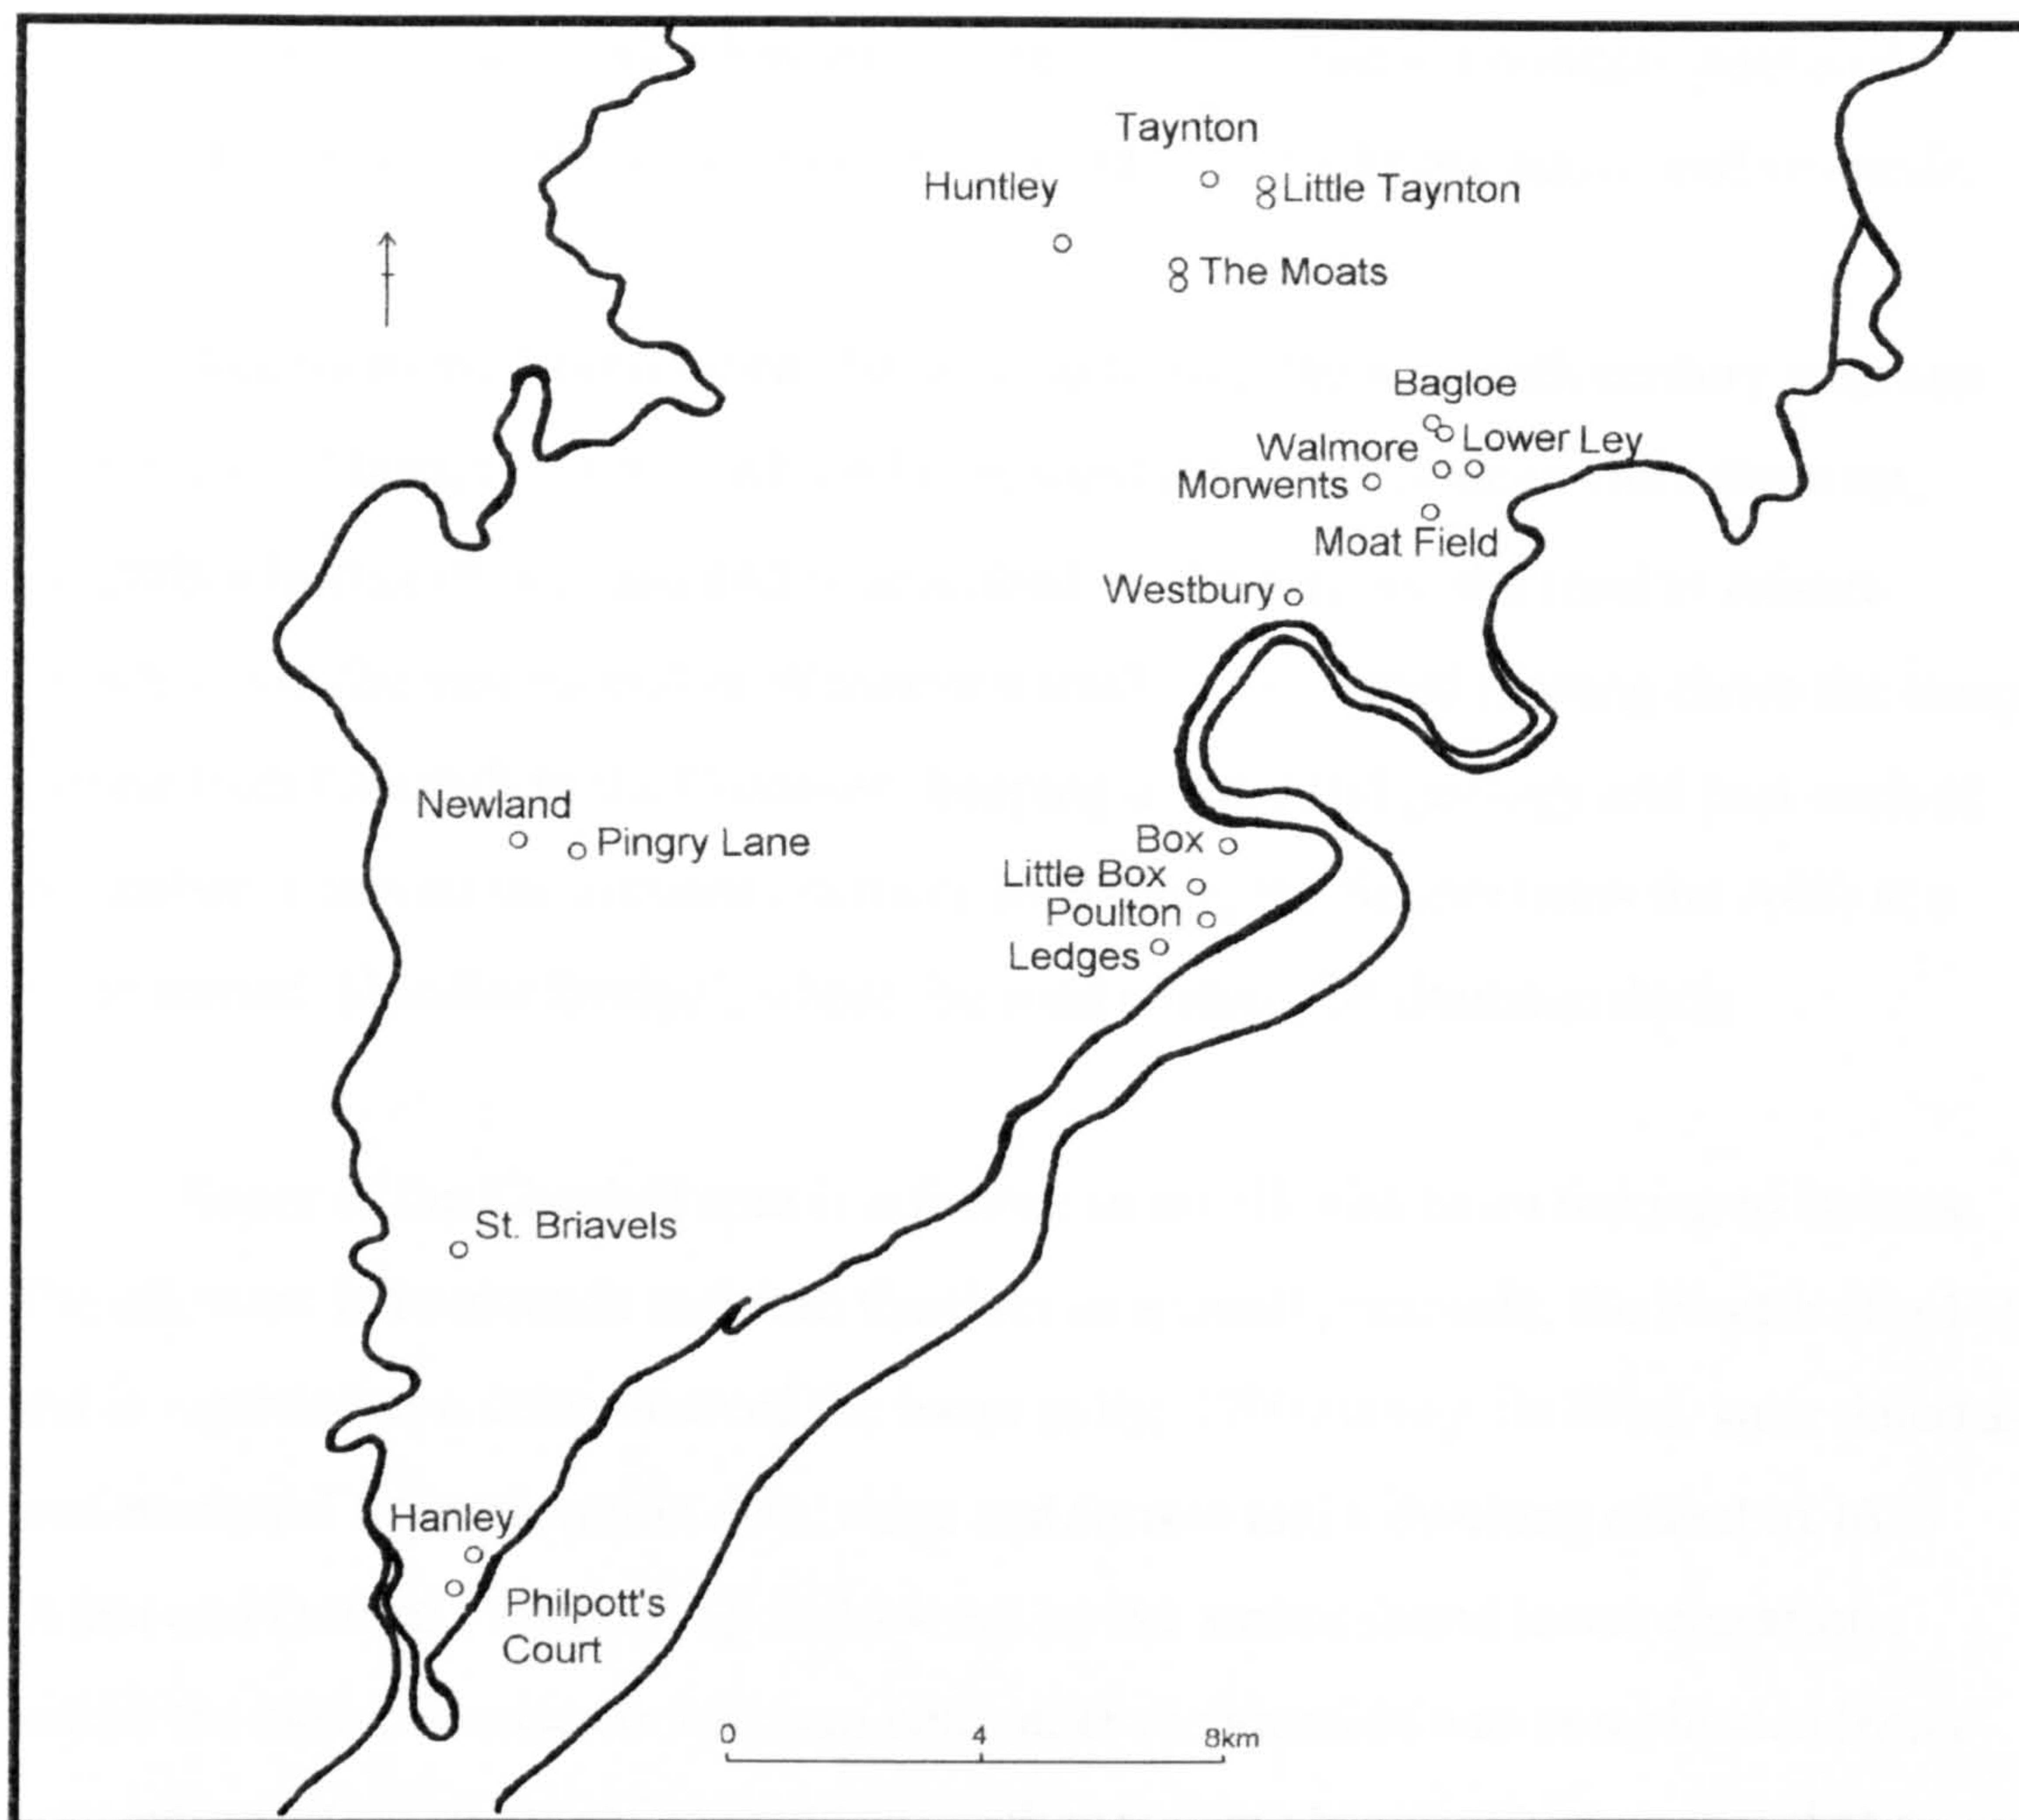 Taynton
Huntley
Little Taynton
The Moats
Bagloe
Walmore
Lower Ley
Morwents
Moat Field
Westbury
Newland
Pingry Lane
Box
Little Box
Poulton
Ledges
St. Briavels
Hanley
Philpott's
Court
0 4 8km